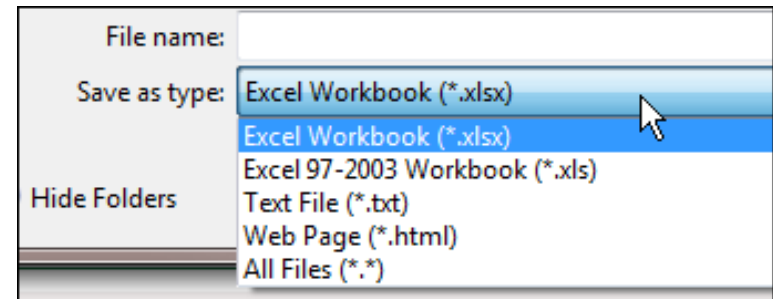 File name:
Save as type: Excel Workbook (*.xlsx)
Excel Workbook (*.xlsx)
Excel 97-2003 Workbook (*.xls)
Hide Folders
Text File (*.txt)
Web Page (*.html)
All Files (*.*)